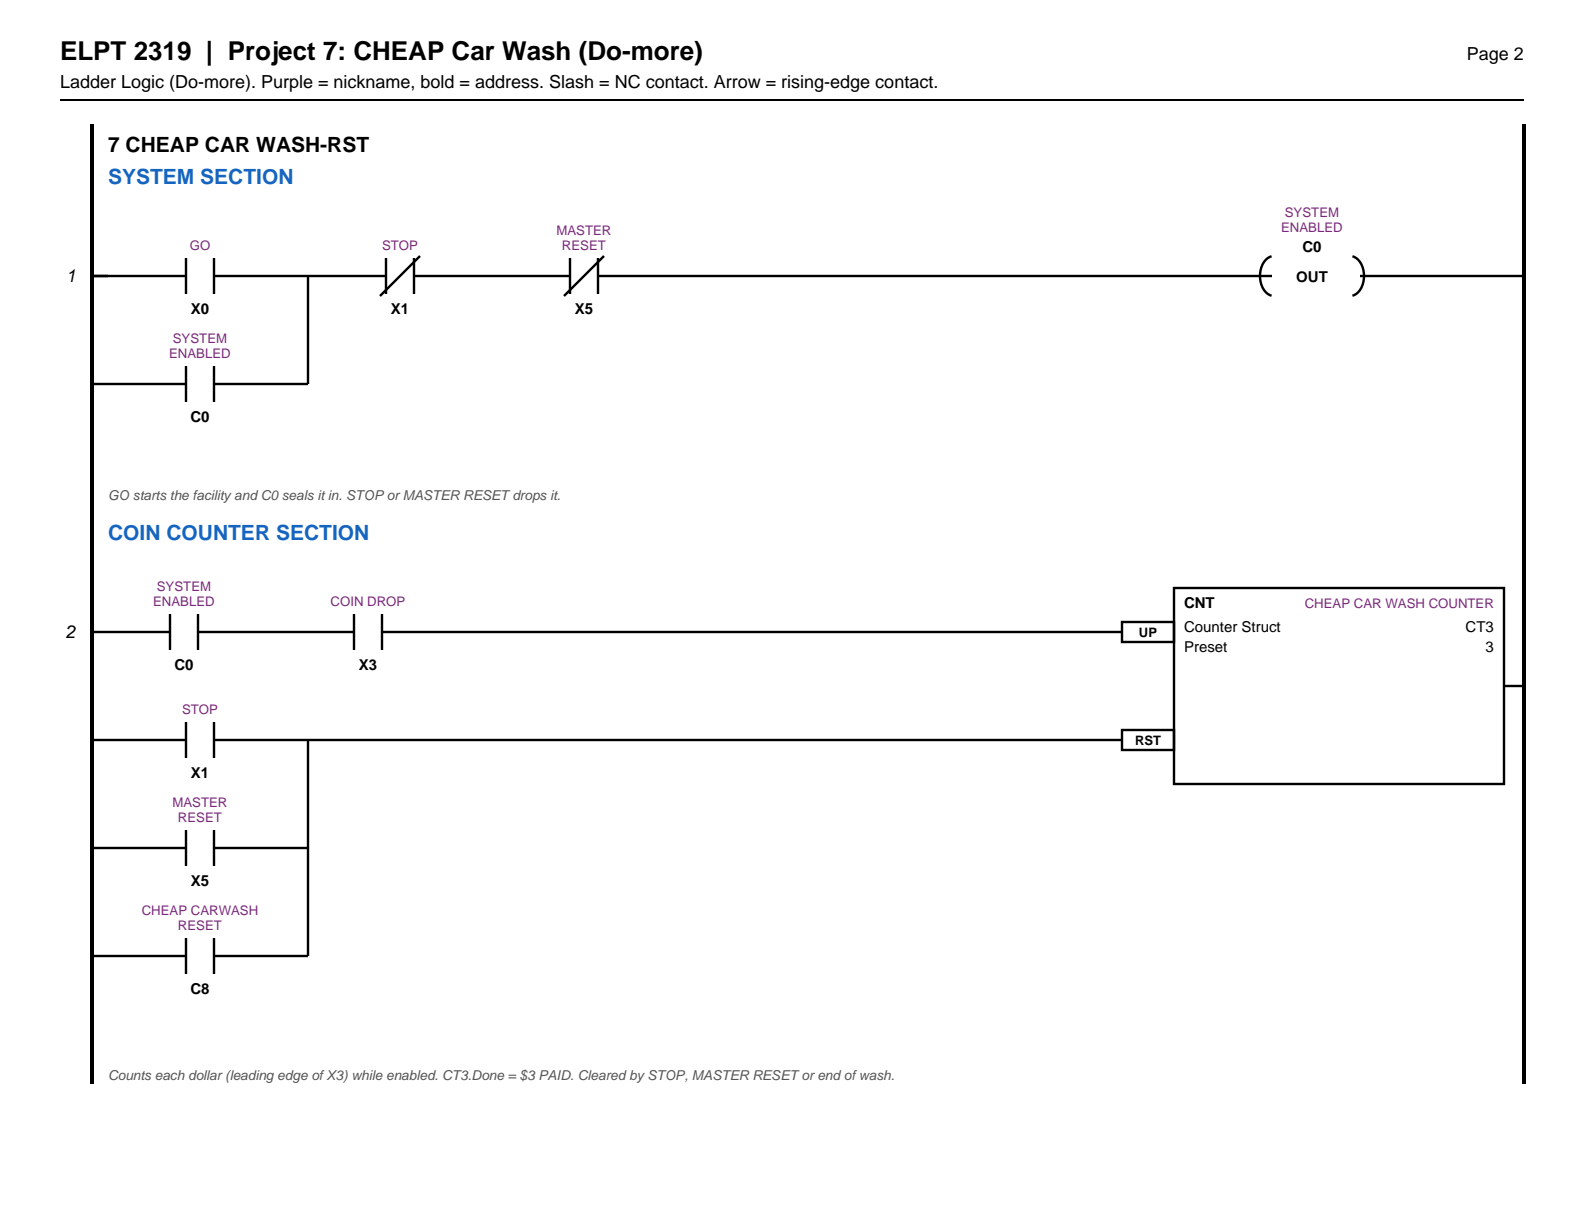 ELPT 2319 | Project 7: CHEAP Car Wash (Do-more)
Page 2
Ladder Logic (Do-more). Purple = nickname, bold = address. Slash = NC contact. Arrow = rising-edge contact.
7 CHEAP CAR WASH-RST
SYSTEM SECTION
1
GO
X0
STOP
X1
MASTER
RESET
X5
SYSTEM
ENABLED
C0
OUT
SYSTEM
ENABLED
C0
GO starts the facility and C0 seals it in. STOP or MASTER RESET drops it.
COIN COUNTER SECTION
2
SYSTEM
ENABLED
C0
COIN DROP
X3
UP
CNT CHEAP CAR WASH COUNTER
Counter Struct CT3
Preset 3
STOP
X1
RST
MASTER
RESET
X5
CHEAP CARWASH
RESET
C8
Counts each dollar (leading edge of X3) while enabled. CT3.Done = $3 PAID. Cleared by STOP, MASTER RESET or end of wash.